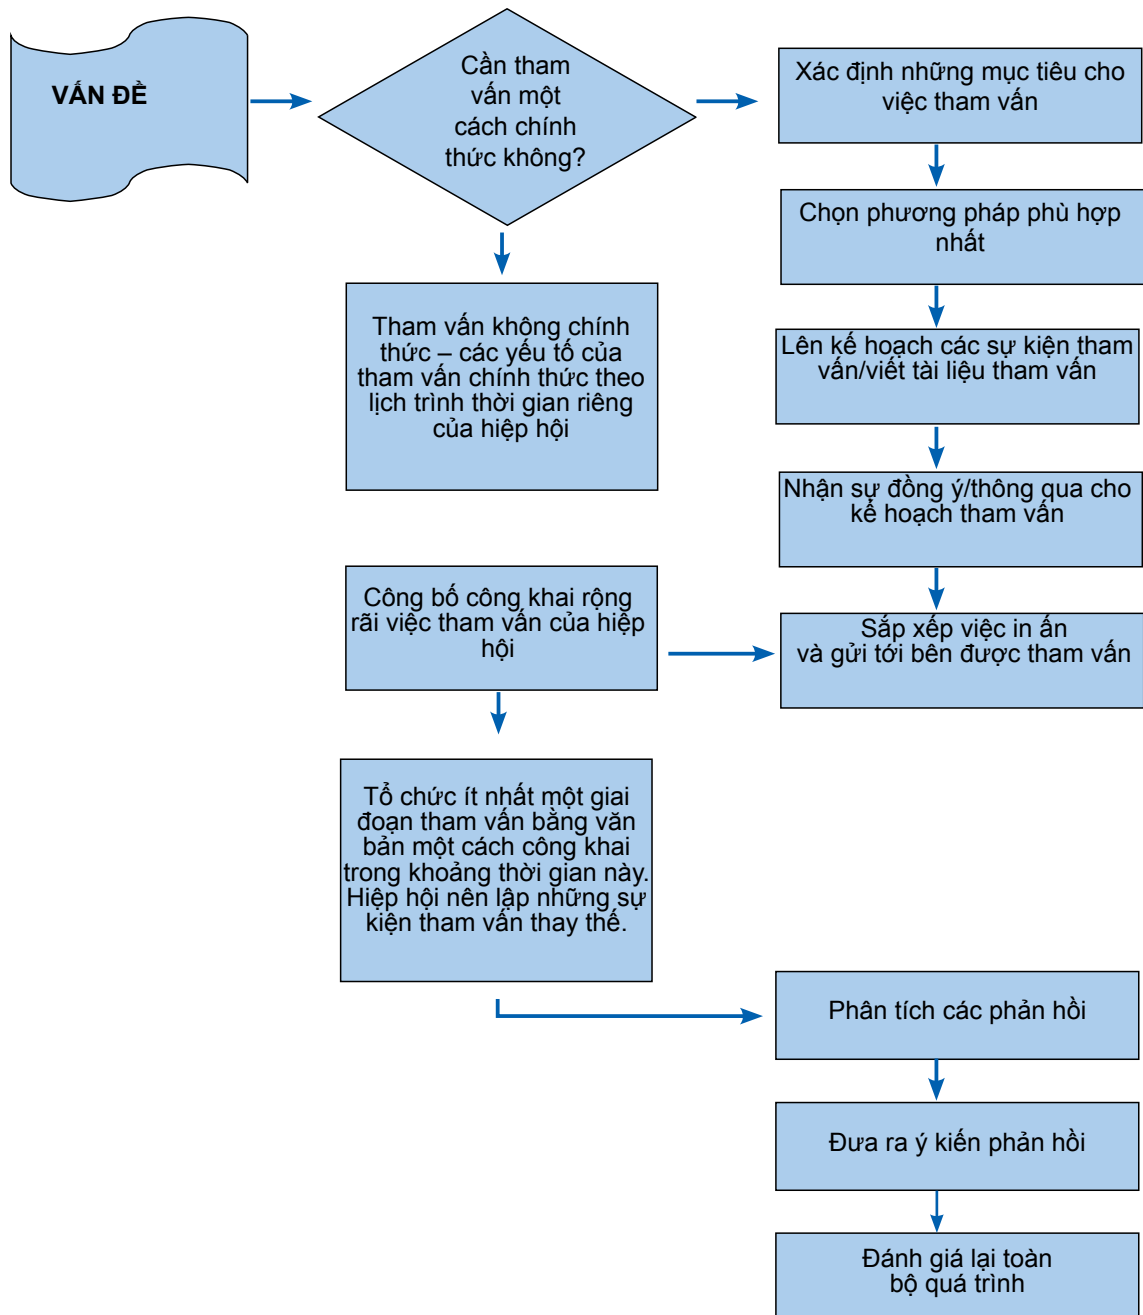 VẤN ĐỀ
Cần tham
vấn một
cách chính
thức không?
Xác định những mục tiêu cho
việc tham vấn
Chọn phương pháp phù hợp
nhất
Tham vấn không chính
thức – các yếu tố của
tham vấn chính thức theo
lịch trình thời gian riêng
của hiệp hội
Lên kế hoạch các sự kiện tham
vấn/viết tài liệu tham vấn
Nhận sự đồng ý/thông qua cho
kế hoạch tham vấn
Công bố công khai rộng
rãi việc tham vấn của hiệp
hội
Sắp xếp việc in ấn
và gửi tới bên được tham vấn
Tổ chức ít nhất một giai
đoạn tham vấn bằng văn
bản một cách công khai
trong khoảng thời gian này.
Hiệp hội nên lập những sự
kiện tham vấn thay thế.
Phân tích các phản hồi
Đưa ra ý kiến phản hồi
Đánh giá lại toàn
bộ quá trình